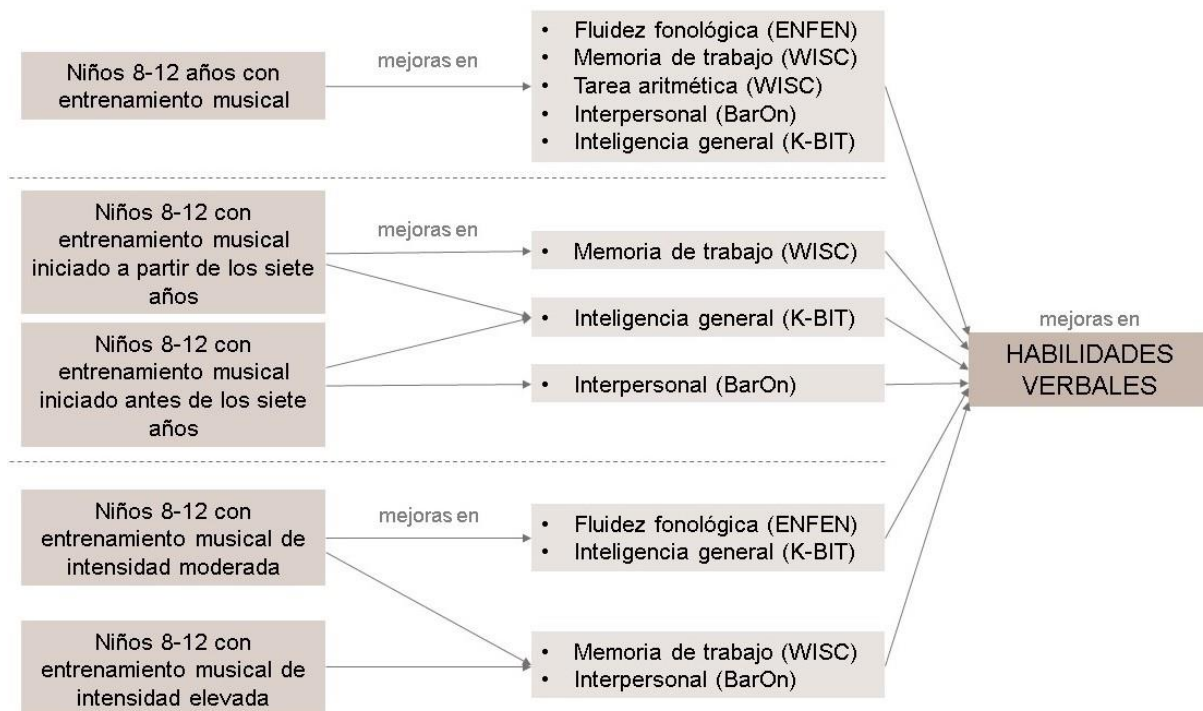 Niños 8-12 años con
entrenamiento musical
mejoras en
• Fluidez fonológica (ENFEN)
• Memoria de trabajo (WISC)
• Tarea aritmética (WISC)
• Interpersonal (BarOn)
• Inteligencia general (K-BIT)
Niños 8-12 con
entrenamiento musical
iniciado a partir de los siete
años
mejoras en
• Memoria de trabajo (WISC)
• Inteligencia general (K-BIT)
Niños 8-12 con
entrenamiento musical
iniciado antes de los siete
años
• Interpersonal (BarOn)
mejoras en
HABILIDADES
VERBALES
Niños 8-12 con
entrenamiento musical de
intensidad moderada
mejoras en
• Fluidez fonológica (ENFEN)
• Inteligencia general (K-BIT)
Niños 8-12 con
entrenamiento musical de
intensidad elevada
• Memoria de trabajo (WISC)
• Interpersonal (BarOn)